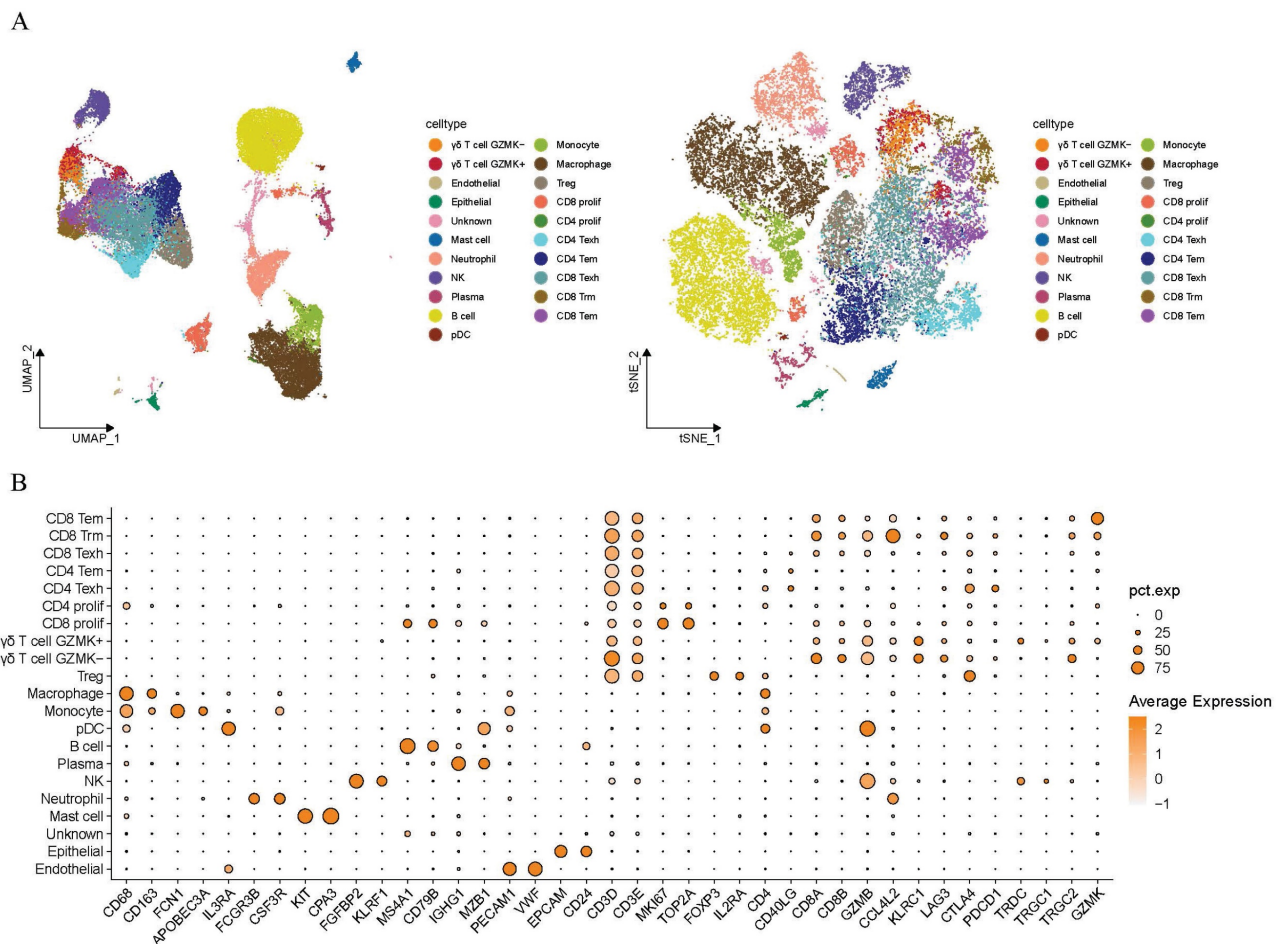 A
celltype
γδ T cell GZMK−
γδ T cell GZMK+
Endothelial
Epithelial
Unknown
Mast cell
Neutrophil
NK
Plasma
B cell
pDC
Monocyte
Macrophage
Treg
CD8 prolif
CD4 prolif
CD4 Texh
CD4 Tem
CD8 Texh
CD8 Trm
CD8 Tem
UMAP_2
UMAP_1
celltype
γδ T cell GZMK−
γδ T cell GZMK+
Endothelial
Epithelial
Unknown
Mast cell
Neutrophil
NK
Plasma
B cell
pDC
Monocyte
Macrophage
Treg
CD8 prolif
CD4 prolif
CD4 Texh
CD4 Tem
CD8 Texh
CD8 Trm
CD8 Tem
tSNE_2
tSNE_1
B
CD8 Tem
CD8 Trm
CD8 Texh
CD4 Tem
CD4 Texh
CD4 prolif
CD8 prolif
γδ T cell GZMK+
γδ T cell GZMK−
Treg
Macrophage
Monocyte
pDC
B cell
Plasma
NK
Neutrophil
Mast cell
Unknown
Epithelial
Endothelial
CD68
CD163
FCN1
APOBEC3A
IL3RA
FCGR3B
CSF3R
KIT
CPA3
FGFBP2
KLRF1
MS4A1
CD79B
IGHG1
MZB1
PECAM1
VWF
EPCAM
CD24
CD3D
CD3E
MKI67
TOP2A
FOXP3
IL2RA
CD4
CD40LG
CD8A
CD8B
GZMB
CCL4L2
KLRC1
LAG3
CTLA4
PDCD1
TRDC
TRGC1
TRGC2
GZMK
pct.exp
0
25
50
75
Average Expression
2
1
0
−1